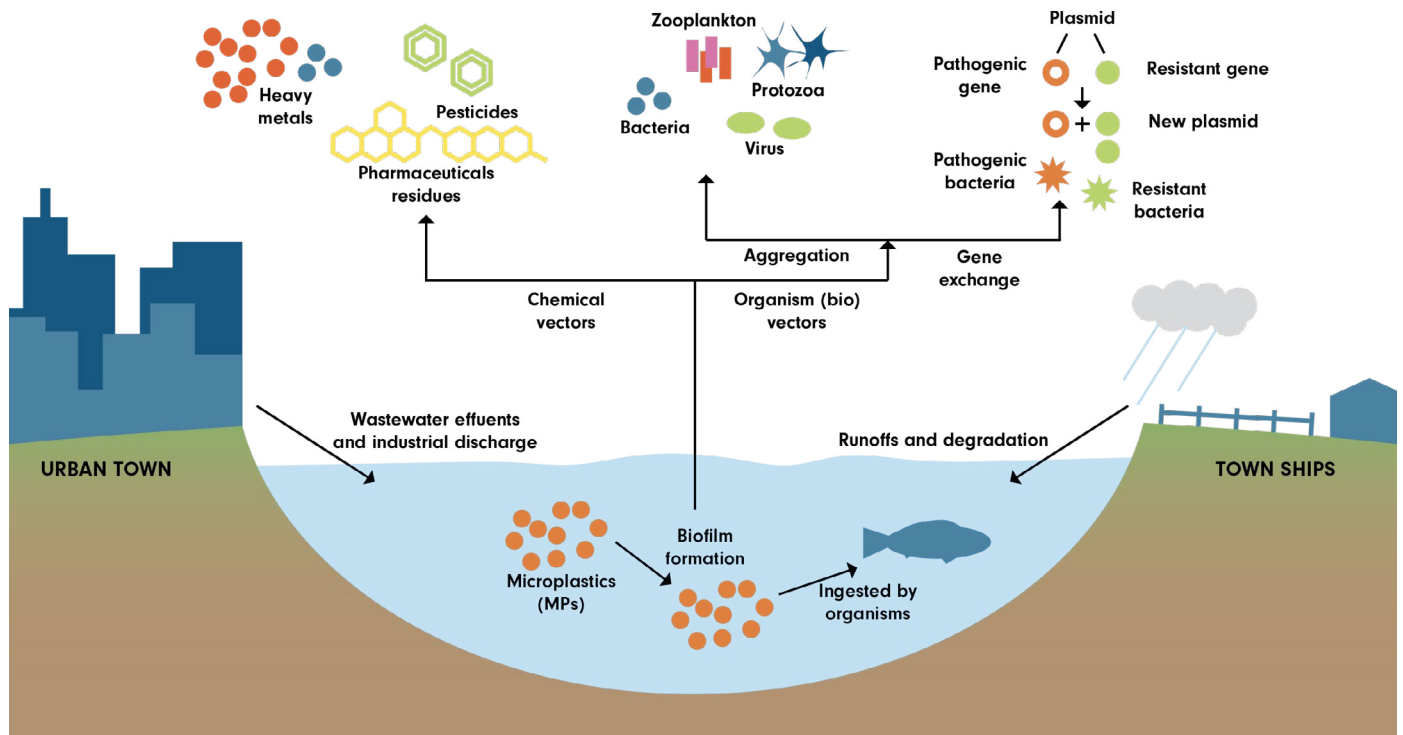 Heavy
metals
Pesticides
Pharmaceuticals
residues
Zooplankton
Protozoa
Bacteria
Virus
Plasmid
Pathogenic
gene
Resistant gene
+
New plasmid
Pathogenic
bacteria
Resistant
bacteria
Aggregation
Gene
exchange
Chemical
vectors
Organism (bio)
vectors
Wastewater effuents
and industrial discharge
Runoffs and degradation
URBAN TOWN
TOWN SHIPS
Biofilm
formation
Microplastics
(MPs)
Ingested by
organisms